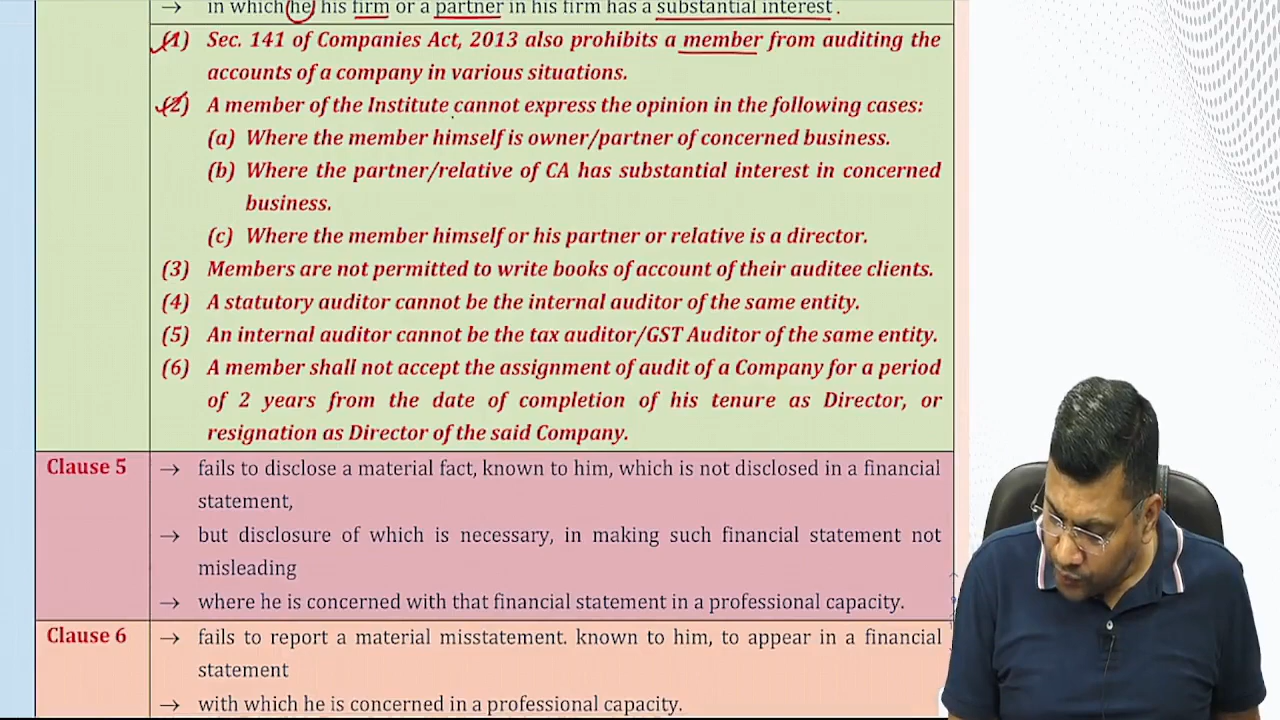 → in which he, his firm or a partner in his firm has a substantial interest.
(1) Sec. 141 of Companies Act, 2013 also prohibits a member from auditing the
accounts of a company in various situations.
(2) A member of the Institute cannot express the opinion in the following cases:
(a) Where the member himself is owner/partner of concerned business.
(b) Where the partner/relative of CA has substantial interest in concerned
business.
(c) Where the member himself or his partner or relative is a director.
(3) Members are not permitted to write books of account of their auditee clients.
(4) A statutory auditor cannot be the internal auditor of the same entity.
(5) An internal auditor cannot be the tax auditor/GST Auditor of the same entity.
(6) A member shall not accept the assignment of audit of a Company for a period
of 2 years from the date of completion of his tenure as Director, or
resignation as Director of the said Company.
Clause 5 → fails to disclose a material fact, known to him, which is not disclosed in a financial
statement,
→ but disclosure of which is necessary, in making such financial statement not
misleading
→ where he is concerned with that financial statement in a professional capacity.
Clause 6 → fails to report a material misstatement. known to him, to appear in a financial
statement
→ with which he is concerned in a professional capacity.